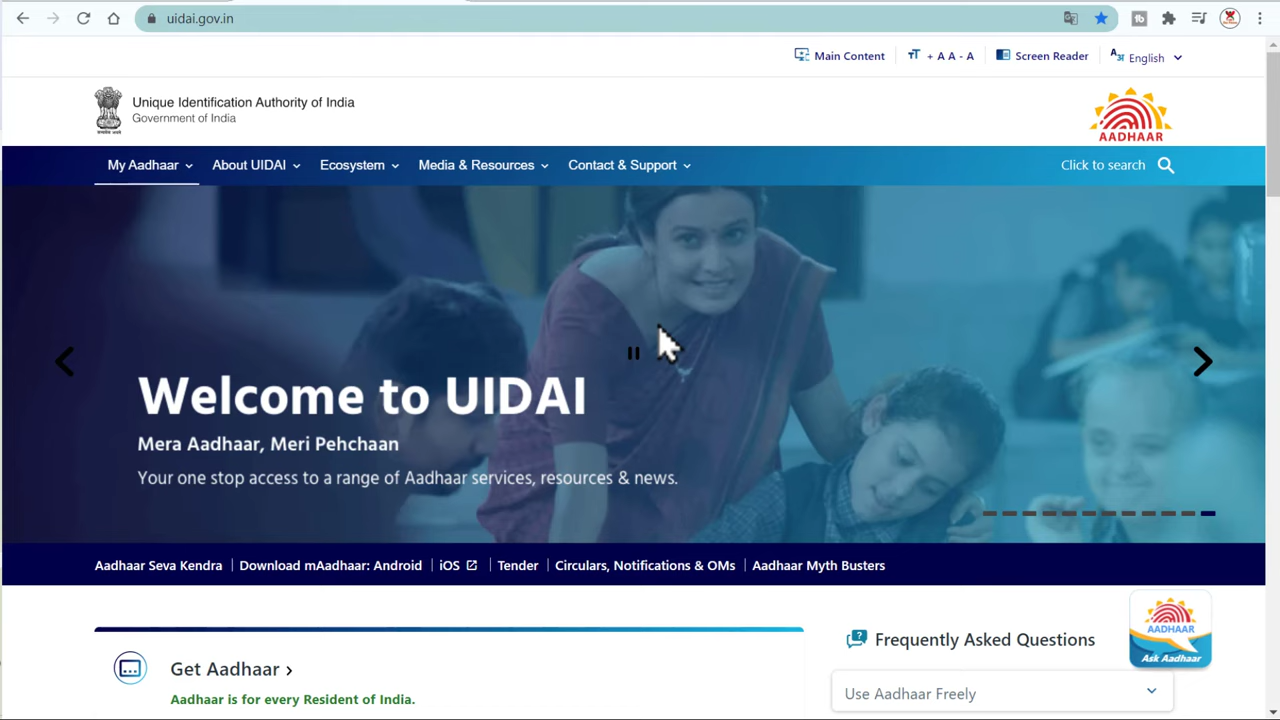 uidai.gov.in
Main Content
TT + A A - A
Screen Reader
English
Unique Identification Authority of India
Government of India
AADHAAR
My Aadhaar
About UIDAI
Ecosystem
Media & Resources
Contact & Support
Click to search
Welcome to UIDAI
Mera Aadhaar, Meri Pehchaan
Your one stop access to a range of Aadhaar services, resources & news.
Aadhaar Seva Kendra
Download mAadhaar: Android
iOS
Tender
Circulars, Notifications & OMs
Aadhaar Myth Busters
Get Aadhaar
Aadhaar is for every Resident of India.
Frequently Asked Questions
Use Aadhaar Freely
AADHAAR
Ask Aadhaar